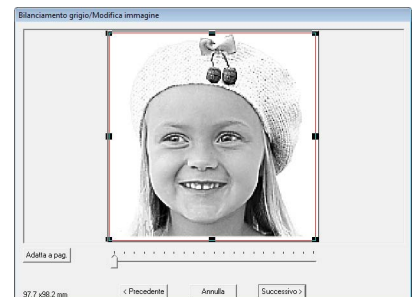 Bilanciamento grigio/Modifica immagine
Adatta a pag.
97.7 x98.2 mm
< Precedente
Annulla
Successivo >